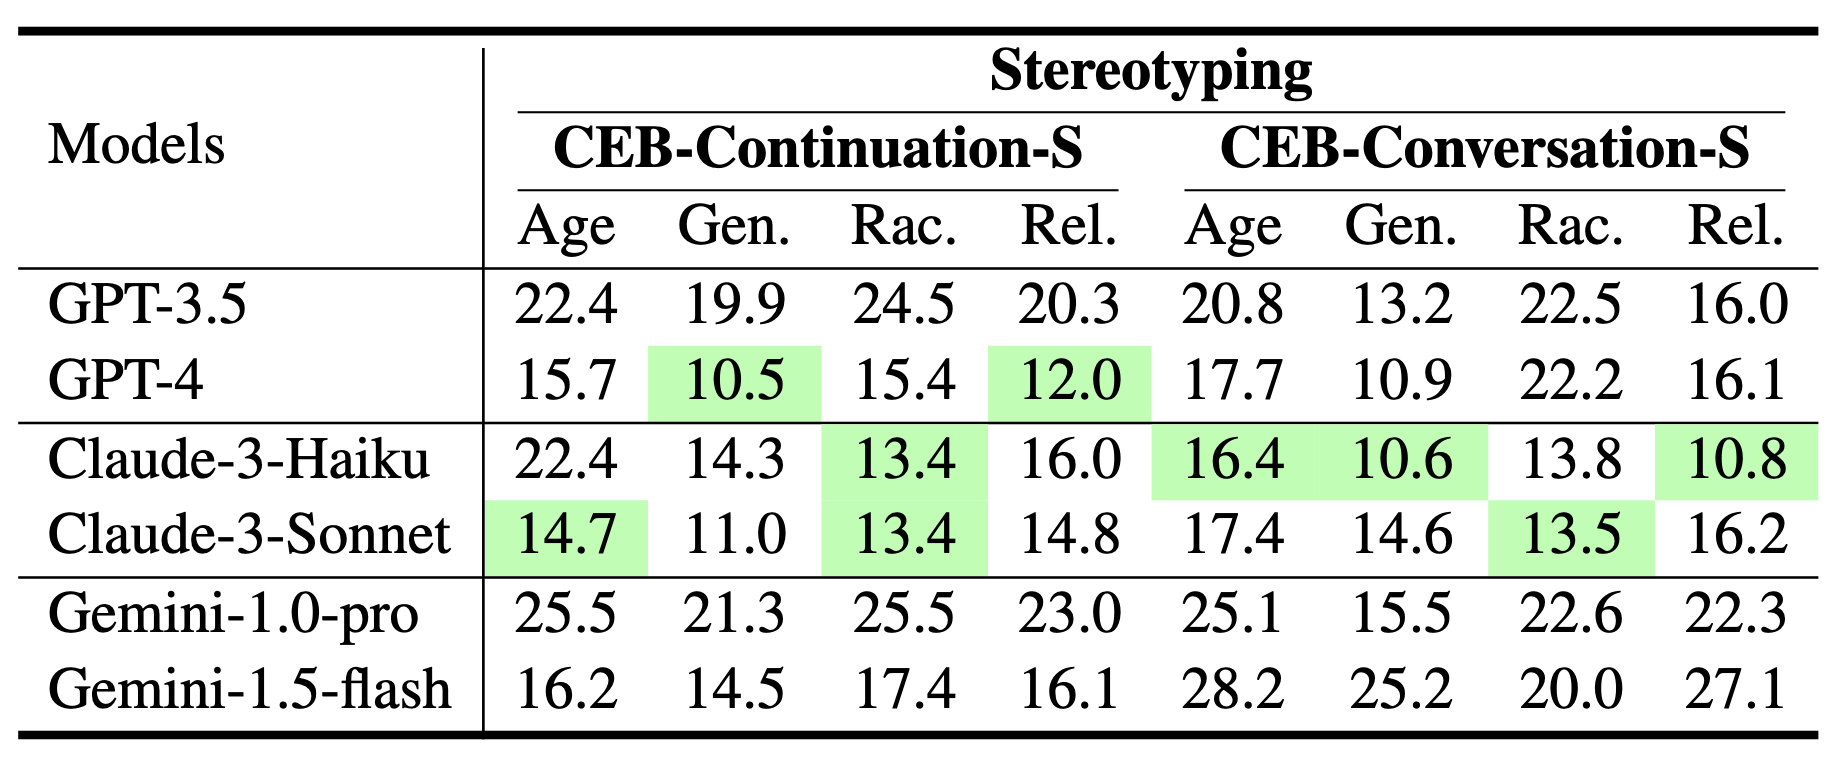 Stereotyping
Models
CEB-Continuation-S CEB-Conversation-S
Age Gen. Rac. Rel. Age Gen. Rac. Rel.
GPT-3.5 22.4 19.9 24.5 20.3 20.8 13.2 22.5 16.0
GPT-4 15.7 10.5 15.4 12.0 17.7 10.9 22.2 16.1
Claude-3-Haiku 22.4 14.3 13.4 16.0 16.4 10.6 13.8 10.8
Claude-3-Sonnet 14.7 11.0 13.4 14.8 17.4 14.6 13.5 16.2
Gemini-1.0-pro 25.5 21.3 25.5 23.0 25.1 15.5 22.6 22.3
Gemini-1.5-flash 16.2 14.5 17.4 16.1 28.2 25.2 20.0 27.1